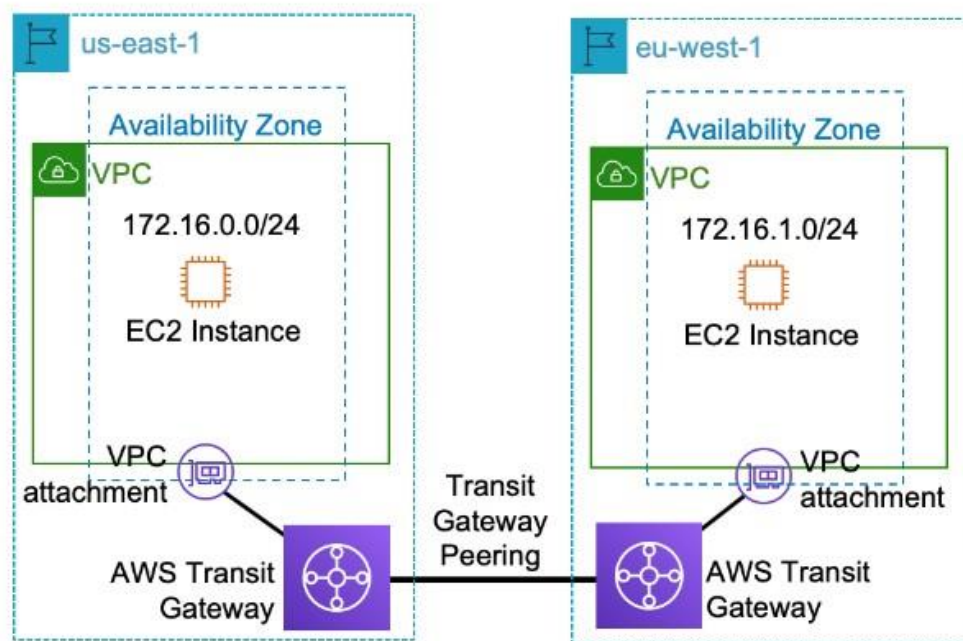 us-east-1
Availability Zone
VPC
172.16.0.0/24
EC2 Instance
VPC
attachment
AWS Transit
Gateway
Transit
Gateway
Peering
eu-west-1
Availability Zone
VPC
172.16.1.0/24
EC2 Instance
VPC
attachment
AWS Transit
Gateway